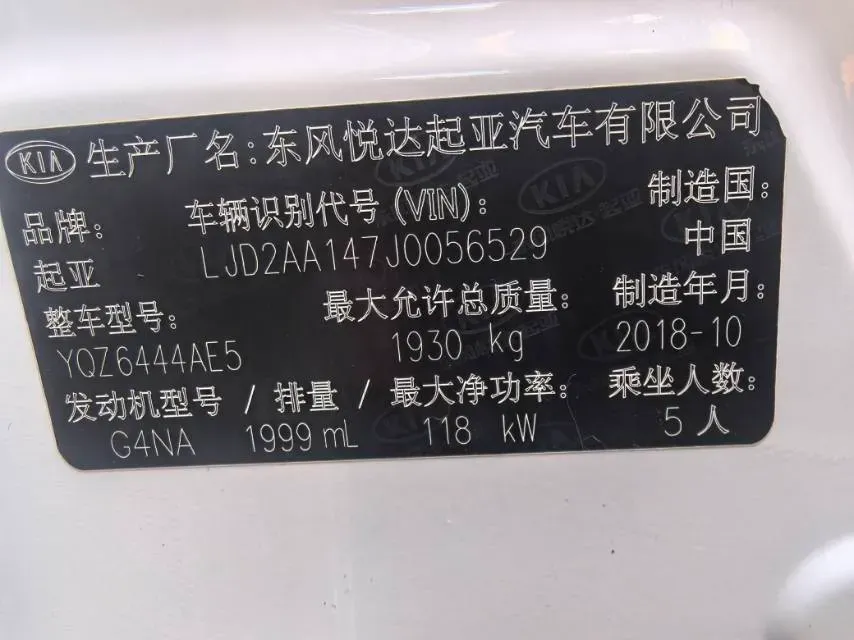 KIA 生产厂名:东风悦达起亚汽车有限公司
品牌: 车辆识别代号(VIN): 制造国:
起亚 LJD2AA147J0056529 中国
整车型号: 最大允许总质量: 制造年月:
YQZ6444AE5 1930 kg 2018-10
发动机型号 / 排量 / 最大净功率: 乘坐人数:
G4NA 1999 mL 118 kW 5 人